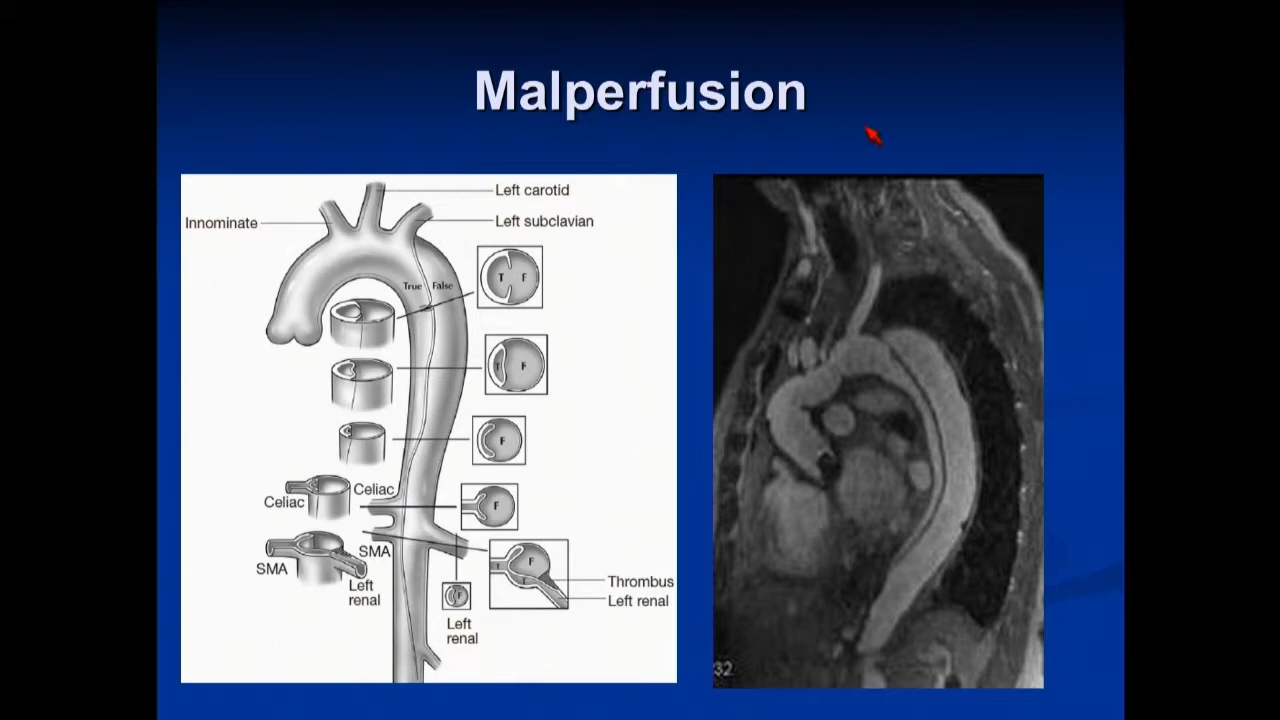 Malperfusion
Left carotid
Innominate
Left subclavian
T F
True False
T F
F
Celiac
Celiac
F
SMA
SMA
F
Thrombus
Left
renal
Left renal
F
Left
renal
32